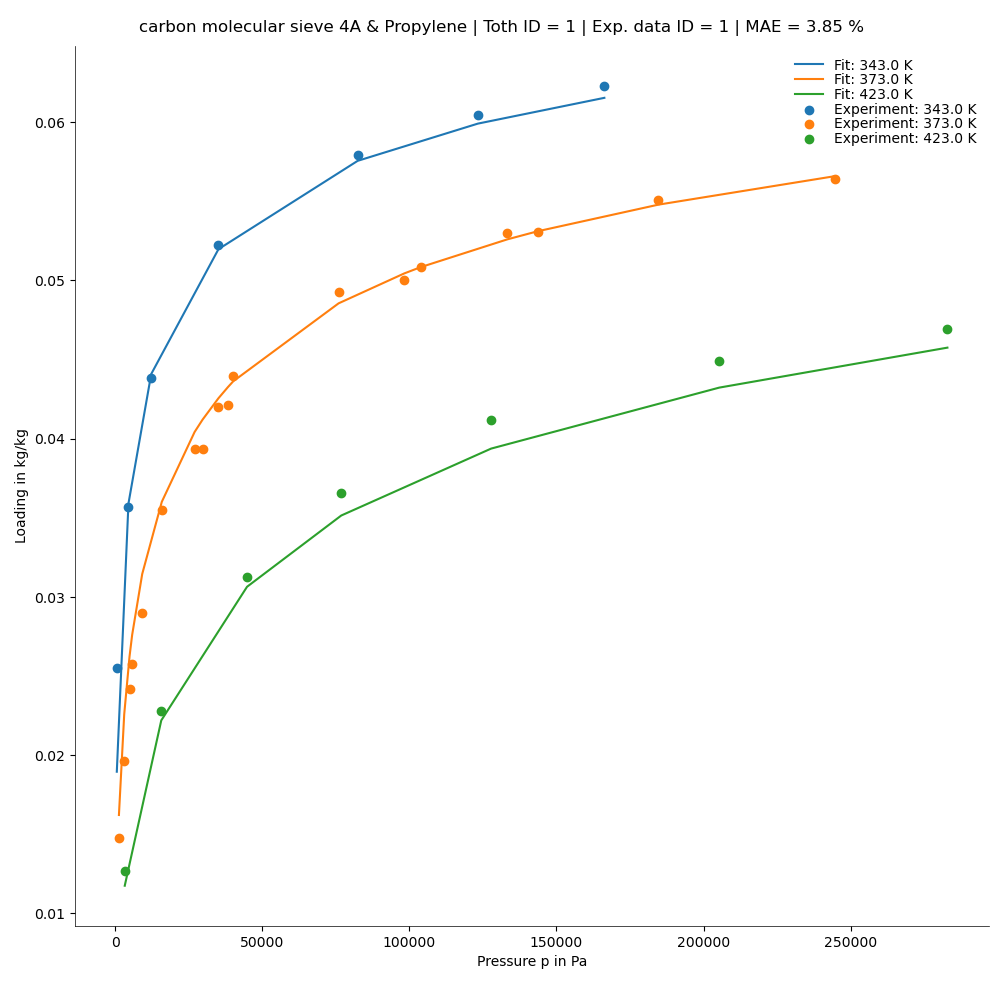 carbon molecular sieve 4A & Propylene | Toth ID = 1 | Exp. data ID = 1 | MAE = 3.85 %
Fit: 343.0 K
Fit: 373.0 K
Fit: 423.0 K
Experiment: 343.0 K
Experiment: 373.0 K
Experiment: 423.0 K
Loading in kg/kg
0.06
0.05
0.04
0.03
0.02
0.01
0
50000
100000
150000
200000
250000
Pressure p in Pa